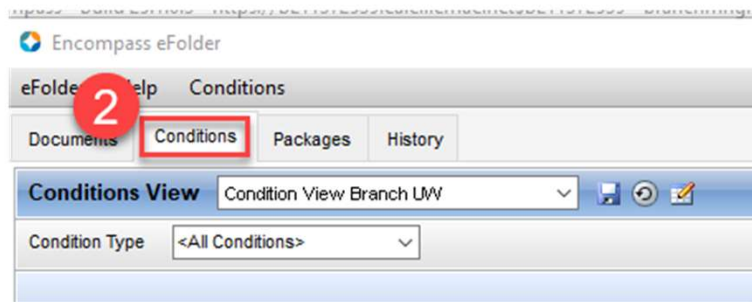 Encompass eFolder
Help Conditions
2
Documents Conditions Packages History
Conditions View Condition View Branch UW
Condition Type <All Conditions>